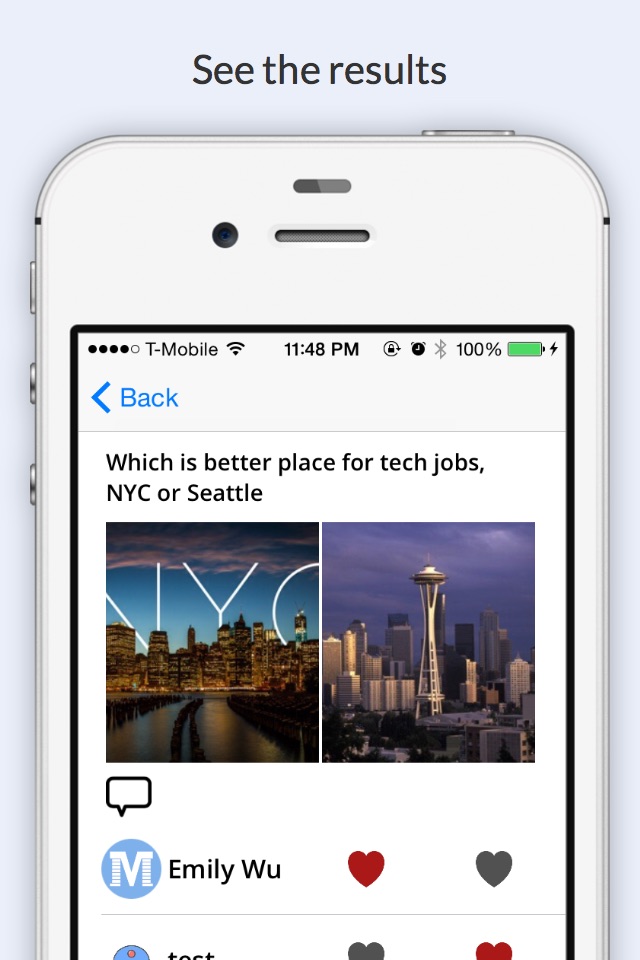 See the results
T-Mobile 11:48 PM 100%
Back
Which is better place for tech jobs,
NYC or Seattle
NYC
M Emily Wu
test